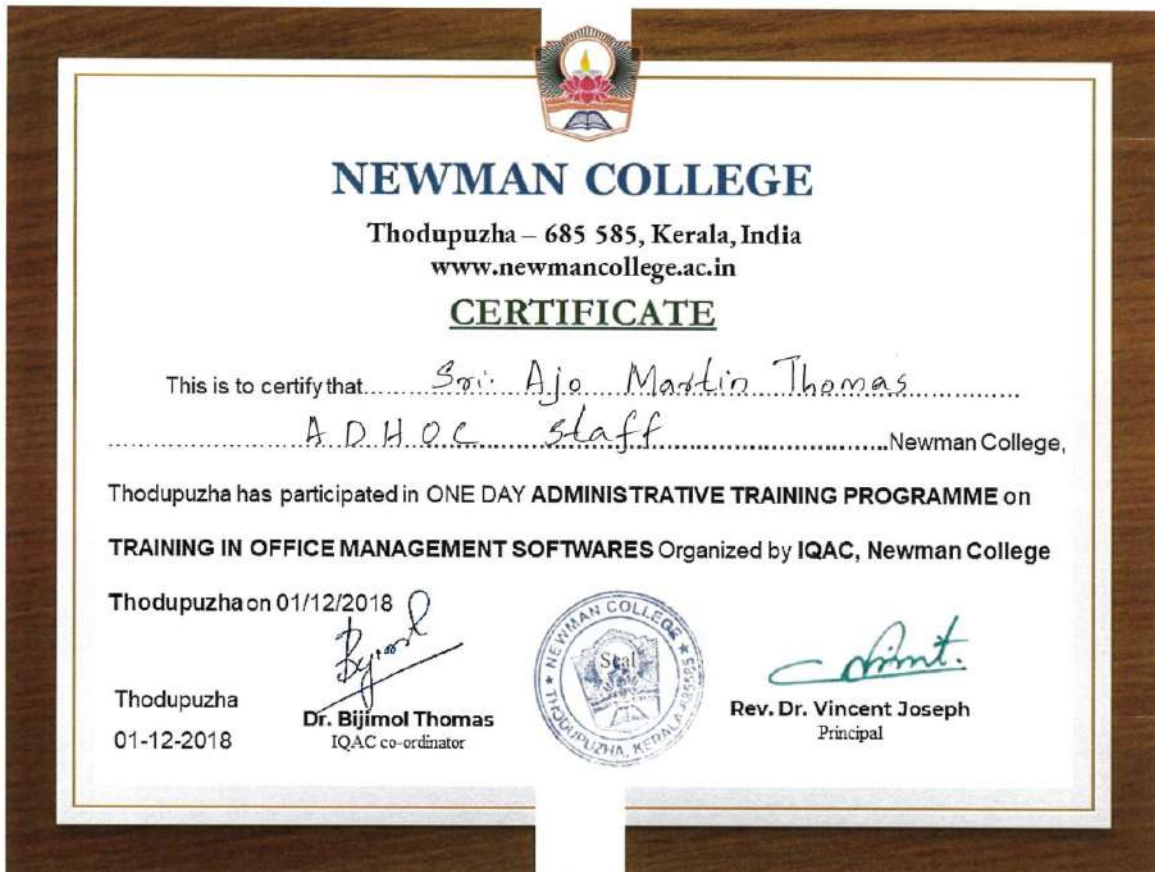 NEWMAN COLLEGE
Thodupuzha – 685 585, Kerala, India
www.newmancollege.ac.in
CERTIFICATE
This is to certify that Sri. Ajo Martin Thomas
ADHOC staff Newman College,
Thodupuzha has participated in ONE DAY ADMINISTRATIVE TRAINING PROGRAMME on
TRAINING IN OFFICE MANAGEMENT SOFTWARES Organized by IQAC, Newman College
Thodupuzha on 01/12/2018
Thodupuzha
01-12-2018
Dr. Bijimol Thomas
IQAC co-ordinator
NEWMAN COLLEGE
THODUPUZHA, KERALA-685585
Seal
Rev. Dr. Vincent Joseph
Principal